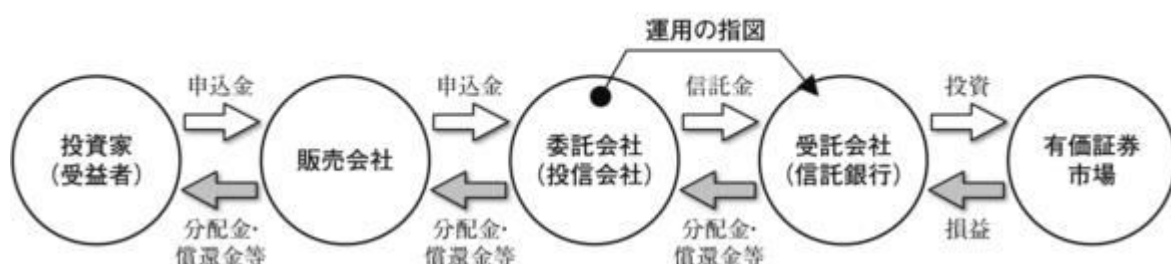 運用の指図
申込金
申込金
信託金
投資
投資家
（受益者）
販売会社
委託会社
（投信会社）
受託会社
（信託銀行）
有価証券
市場
分配金・
償還金等
分配金・
償還金等
分配金・
償還金等
損益